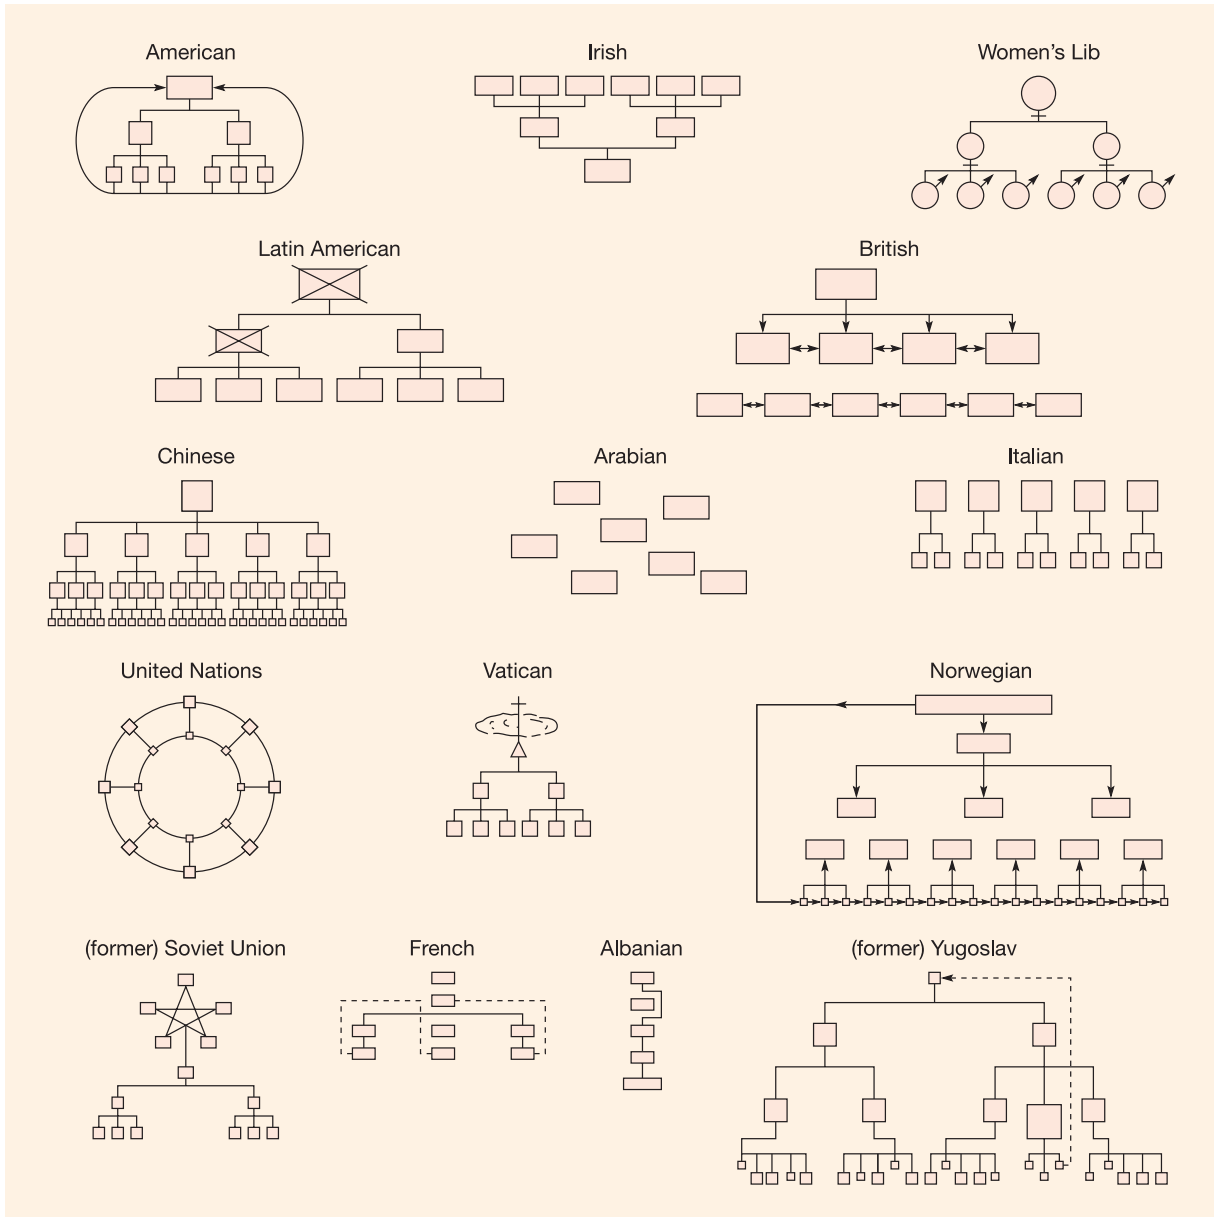 American
Irish
Women's Lib
Latin American
British
Chinese
Arabian
Italian
United Nations
Vatican
Norwegian
(former) Soviet Union
French
Albanian
(former) Yugoslav